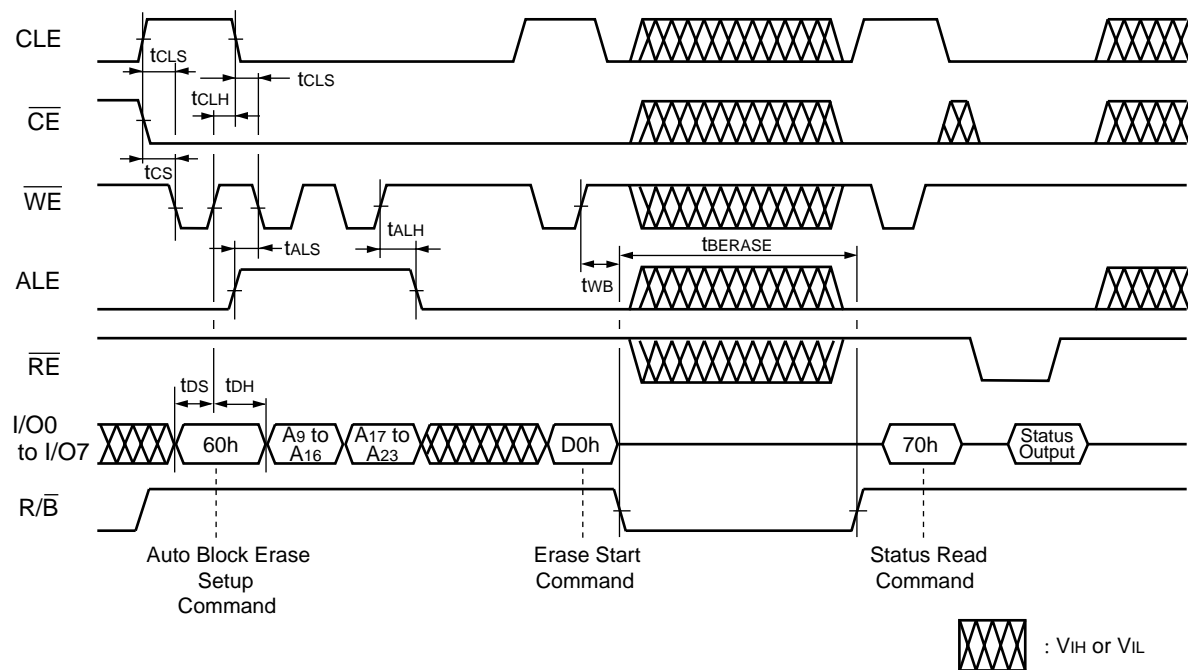 CLE
tCLS
tCLS
tCLH
CE
tCS
WE
tALS
tALH
tBERASE
tWB
ALE
RE
tDS
tDH
I/O0
to I/O7
60h
A9 to
A16
A17 to
A23
D0h
70h
Status
Output
R/B
Auto Block Erase
Setup
Command
Erase Start
Command
Status Read
Command
: VIH or VIL